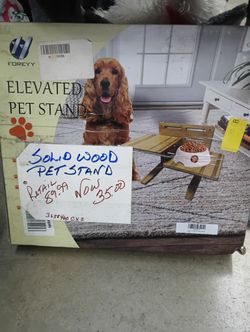 FOREYY
ELEVATED
PET STAND
SOLID WOOD
PET STAND
RETAIL
89.99
NOW
35.00